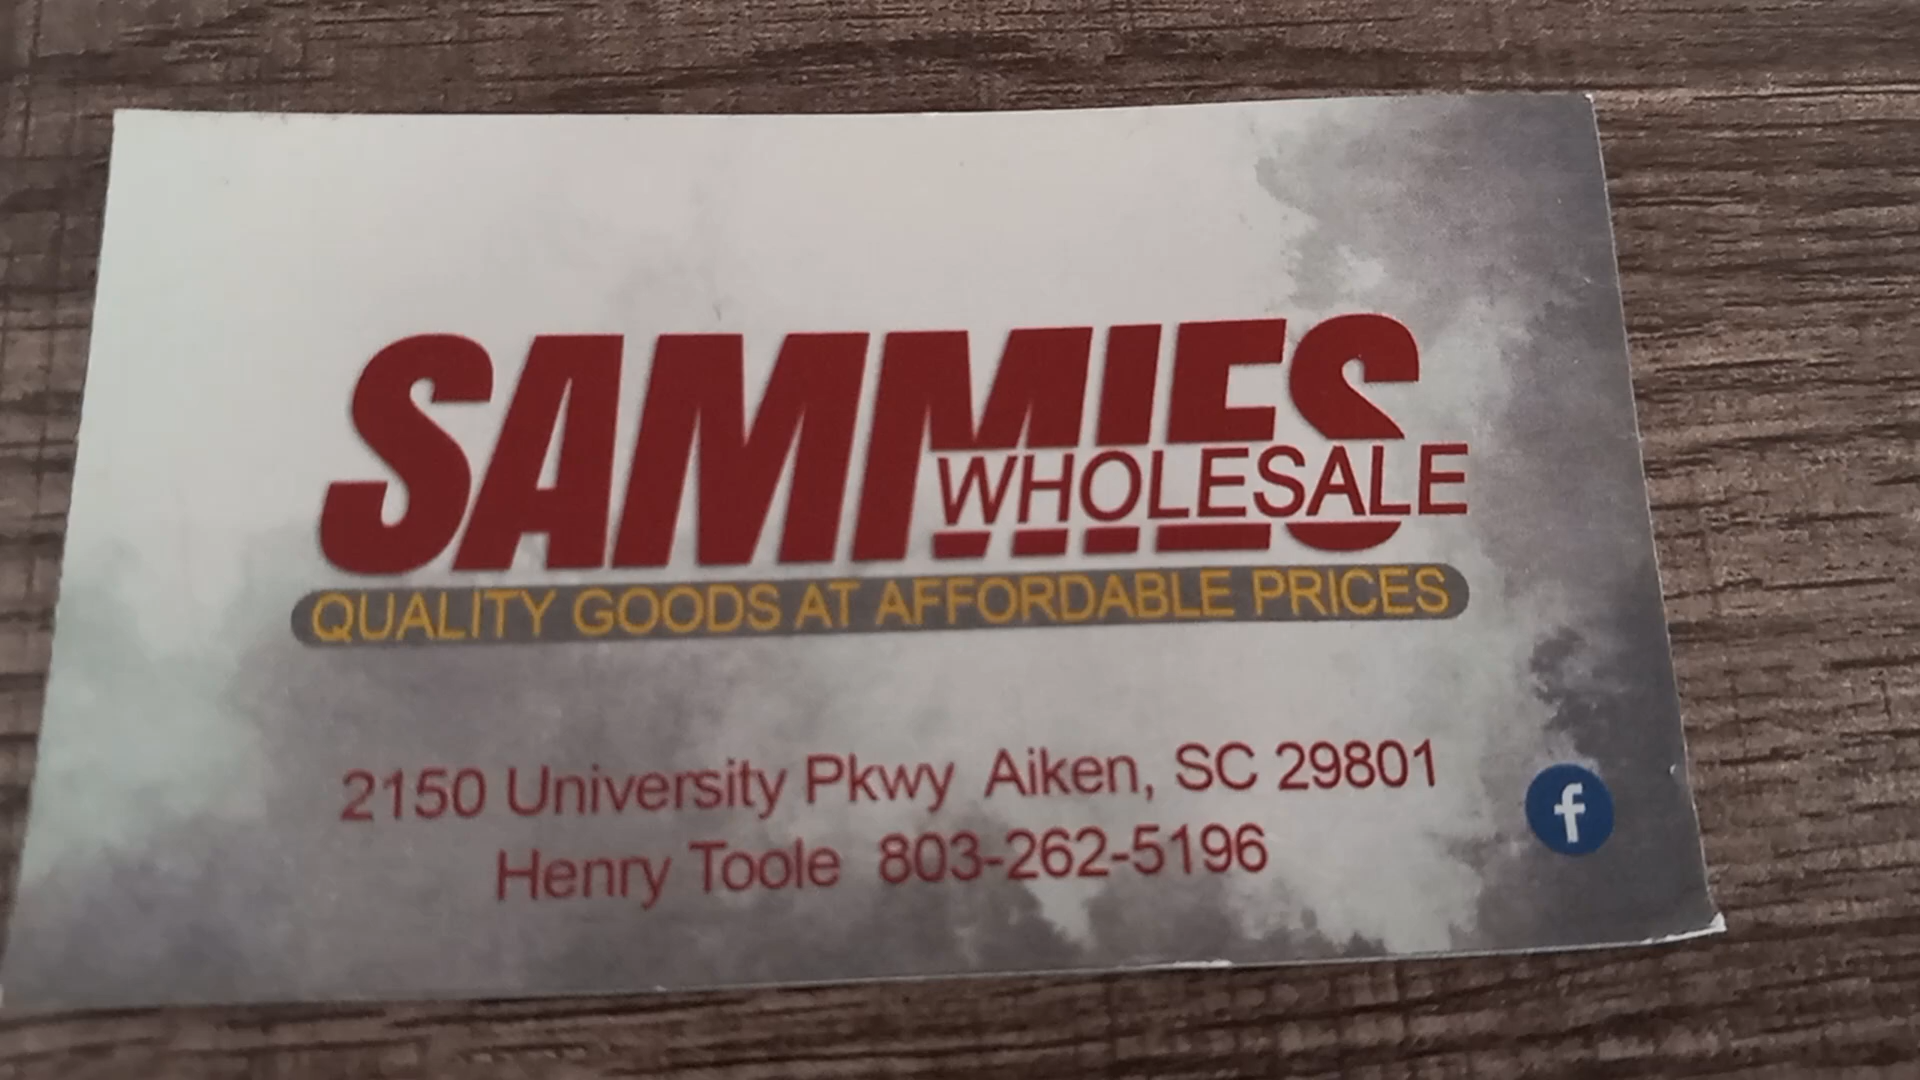 SAMMIES
WHOLESALE
QUALITY GOODS AT AFFORDABLE PRICES
2150 University Pkwy Aiken, SC 29801
f
Henry Toole 803-262-5196